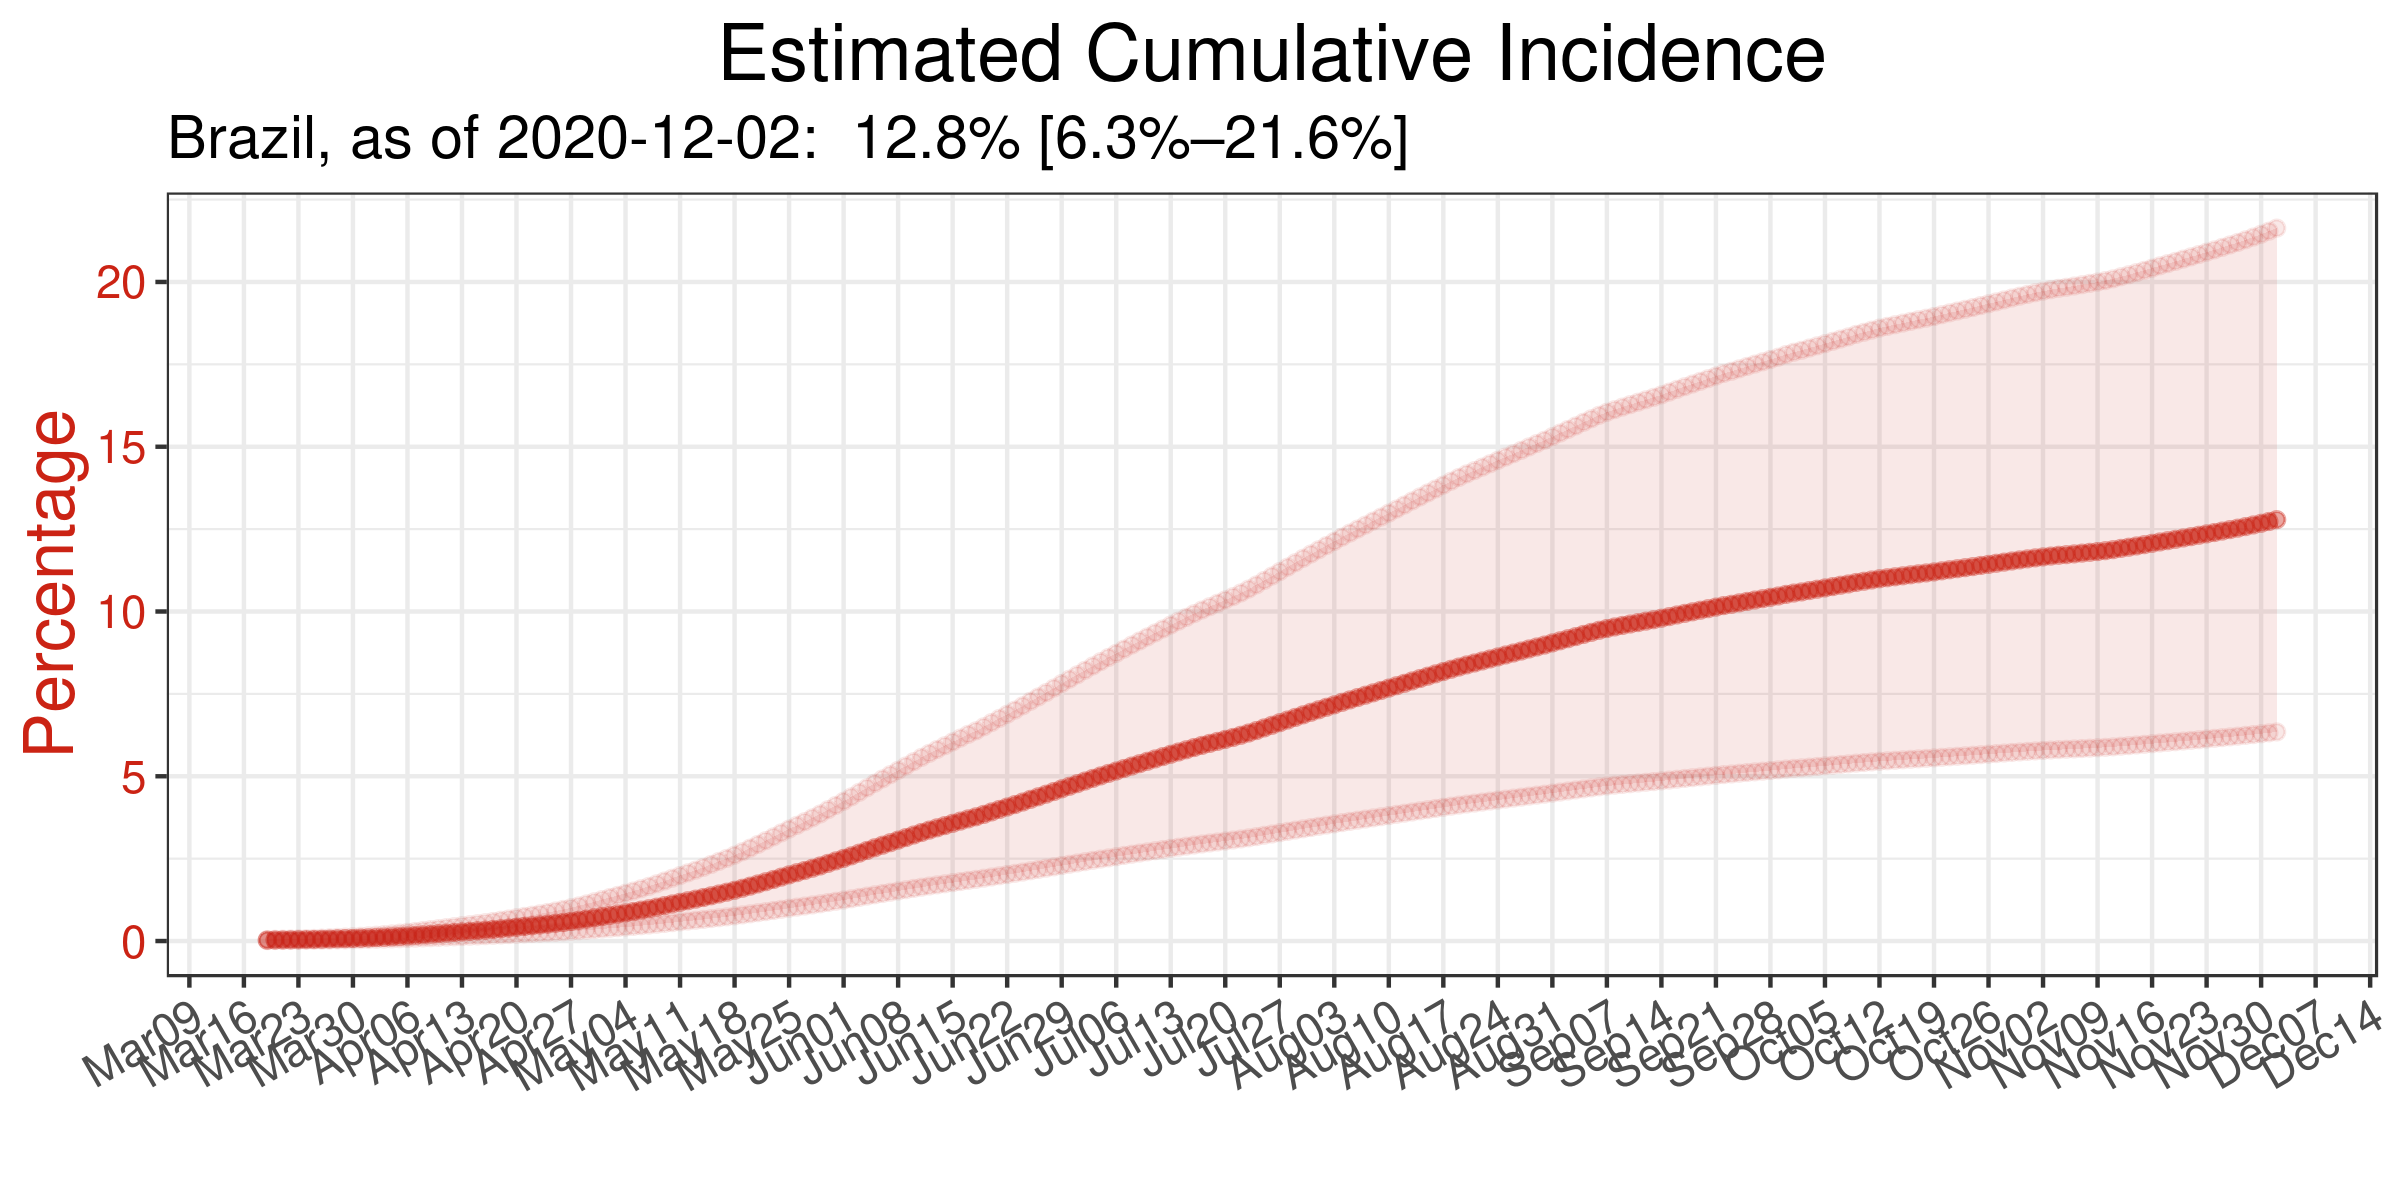 Estimated Cumulative Incidence
Brazil, as of 2020-12-02:  12.8% [6.3%–21.6%]
Percentage
20
15
10
5
0
Mar09
Mar16
Mar23
Mar30
Apr06
Apr13
Apr20
Apr27
May04
May11
May18
May25
Jun01
Jun08
Jun15
Jun22
Jun29
Jul06
Jul13
Jul20
Jul27
Aug03
Aug10
Aug17
Aug24
Aug31
Sep07
Sep14
Sep21
Sep28
Oct05
Oct12
Oct19
Oct26
Nov02
Nov09
Nov16
Nov23
Nov30
Dec07
Dec14